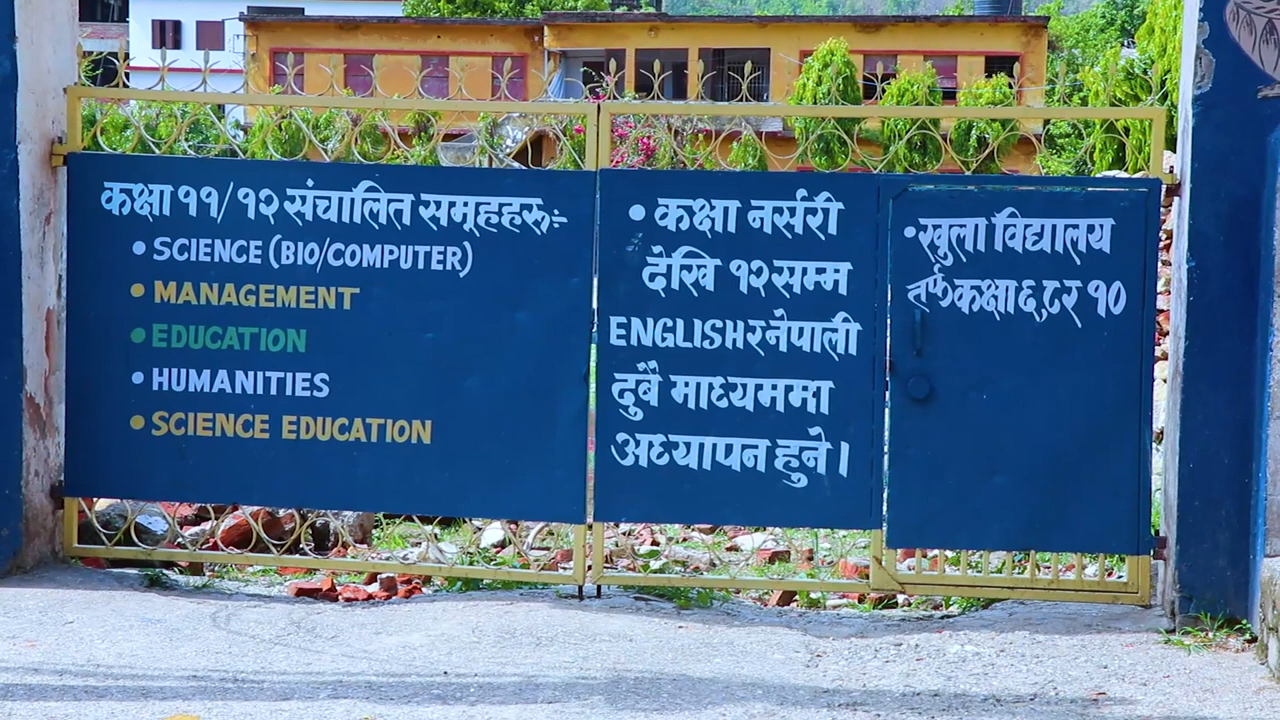 कक्षा ११/१२ संचालित समूहहरू:-
• SCIENCE (BIO/COMPUTER)
• MANAGEMENT
• EDUCATION
• HUMANITIES
• SCIENCE EDUCATION
• कक्षा नर्सरी
देखि १२ सम्म
ENGLISH र नेपाली
दुबै माध्यममा
अध्यापन हुने।
• खुला विद्यालय
तर्फ कक्षा ६,८ र १०